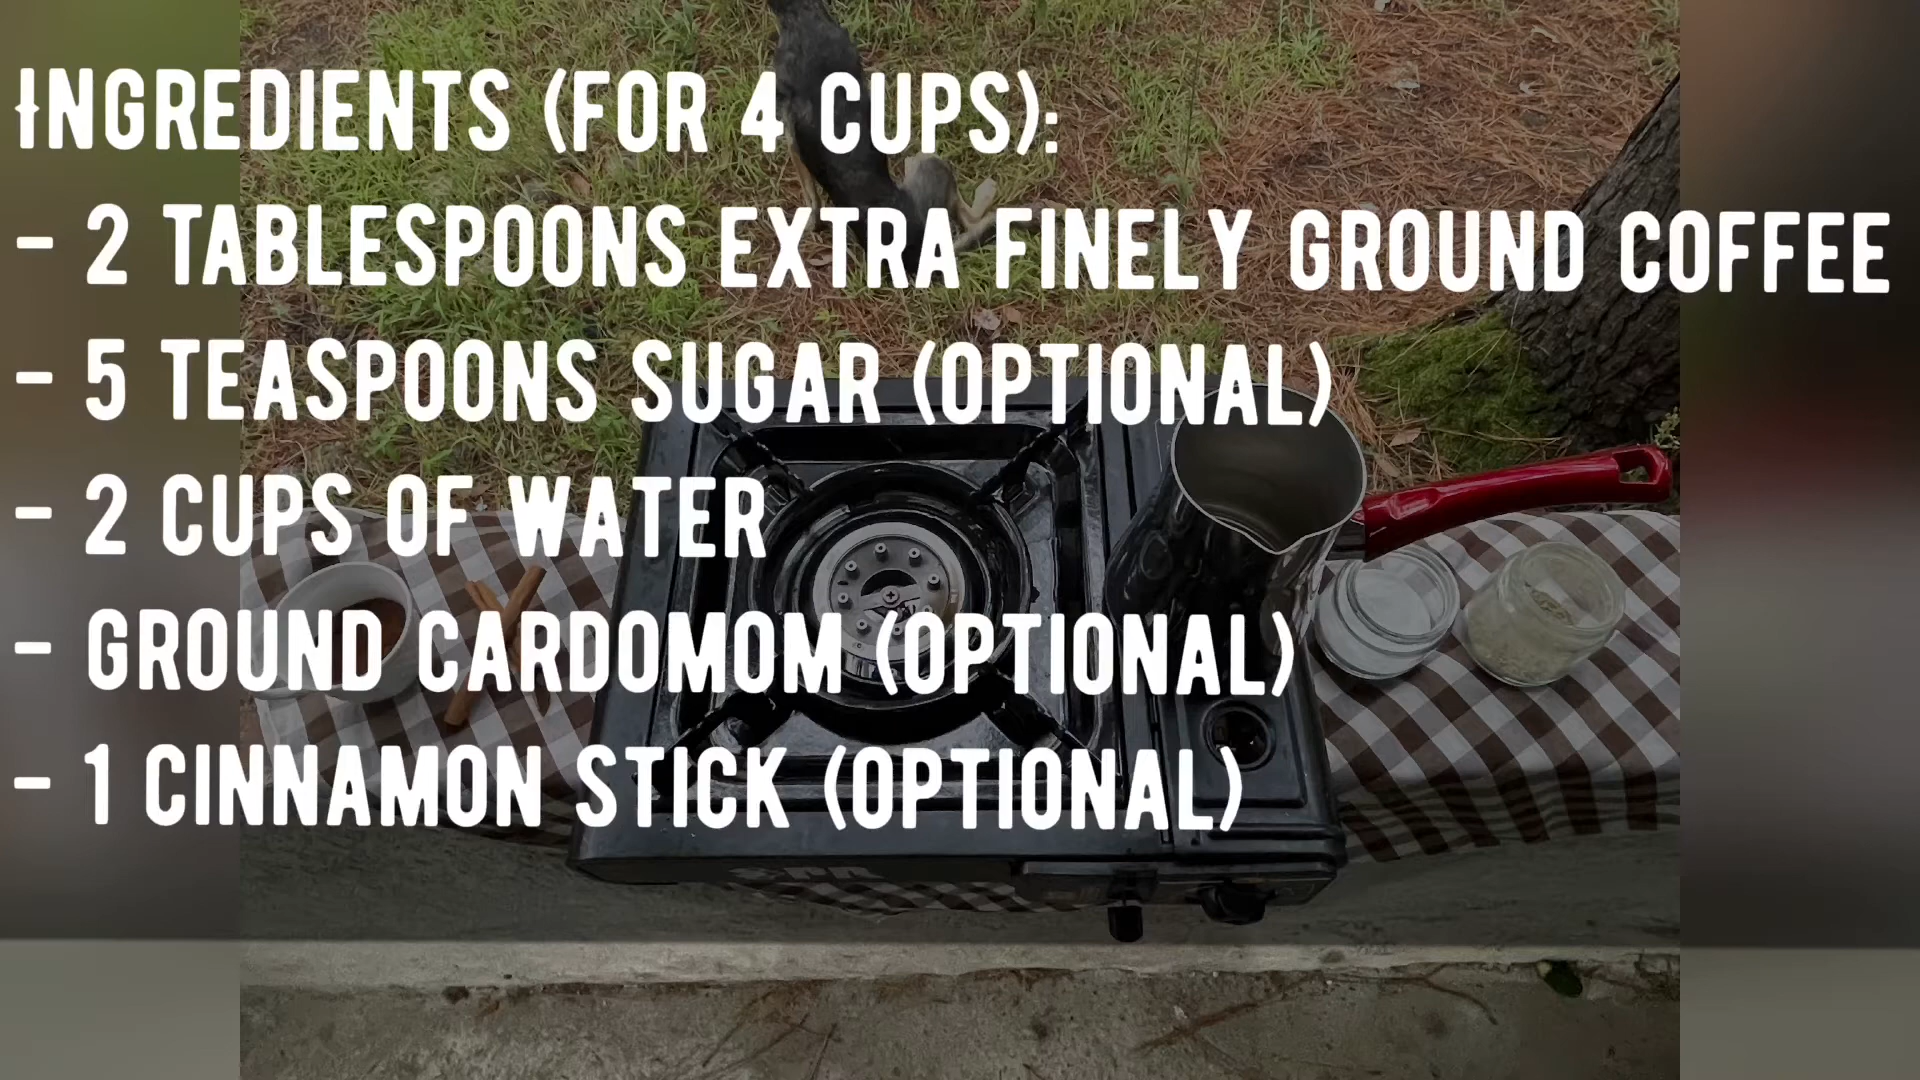 Ingredients (for 4 cups):
- 2 tablespoons extra finely ground coffee
- 5 teaspoons sugar (optional)
- 2 cups of water
- ground cardomom (optional)
- 1 cinnamon stick (optional)